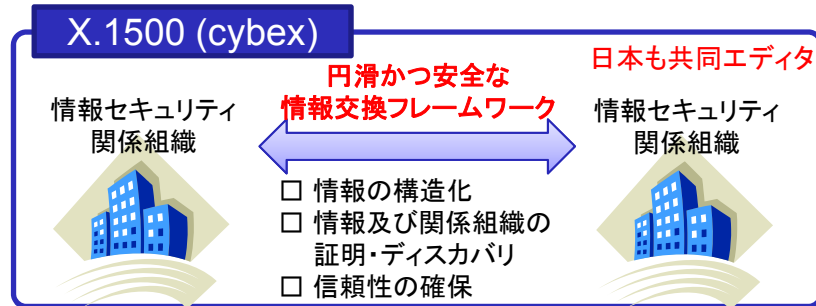 X.1500 (cybex)
日本も共同エディタ
円滑かつ安全な
情報交換フレームワーク
情報セキュリティ
関係組織
情報セキュリティ
関係組織
□ 情報の構造化
□ 情報及び関係組織の
証明・ディスカバリ
□ 信頼性の確保